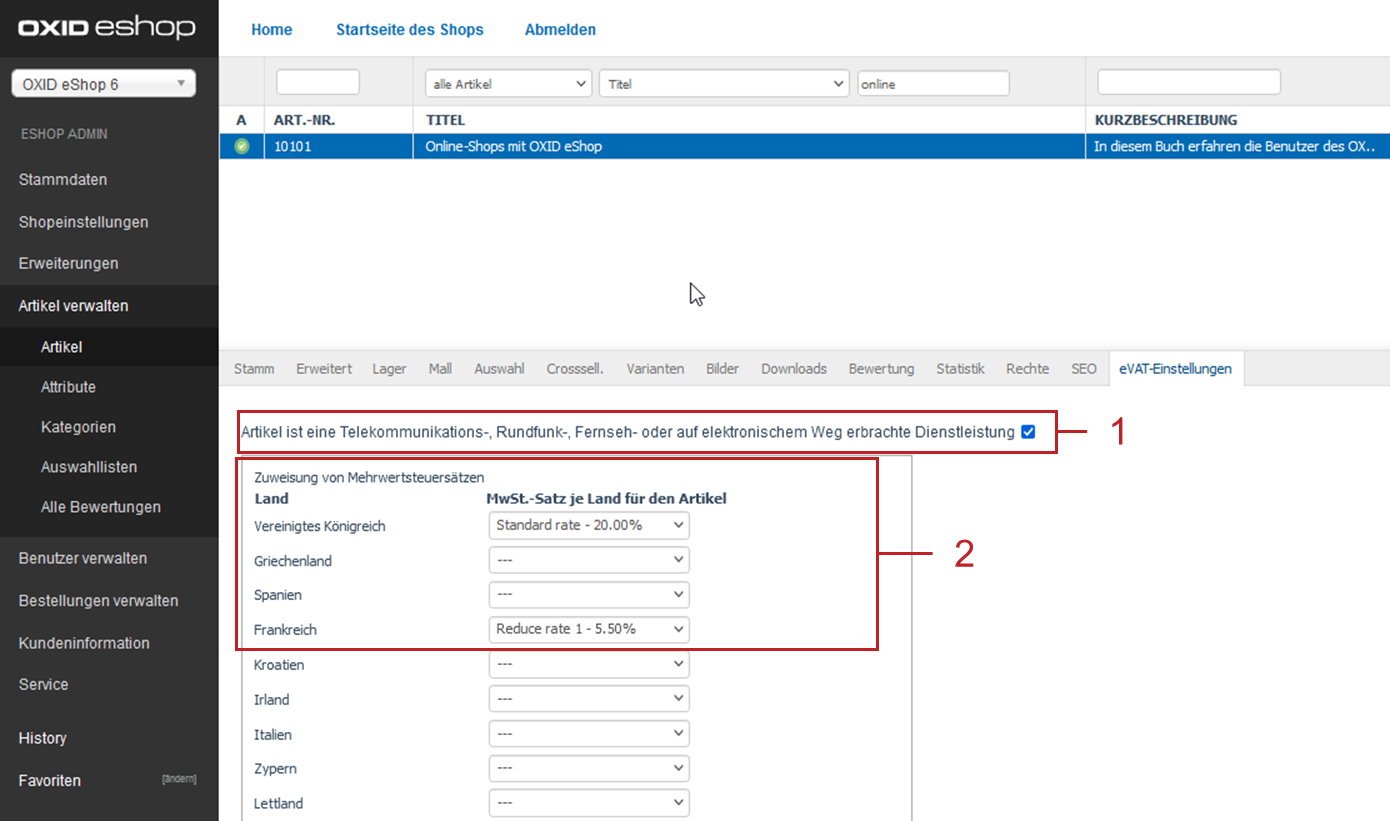 OXID eshop
Home Startseite des Shops Abmelden
OXID eShop 6
alle Artikel Titel online
ESHOP ADMIN
A ART.-NR. TITEL KURZBESCHREIBUNG
10101 Online-Shops mit OXID eShop In diesem Buch erfahren die Benutzer des OX..
Stammdaten
Shopeinstellungen
Erweiterungen
Artikel verwalten
Artikel
Attribute
Kategorien
Auswahllisten
Alle Bewertungen
Benutzer verwalten
Bestellungen verwalten
Kundeninformation
Service
History
Favoriten [ändern]
Stamm Erweitert Lager Mall Auswahl Crosssell. Varianten Bilder Downloads Bewertung Statistik Rechte SEO eVAT-Einstellungen
Artikel ist eine Telekommunikations-, Rundfunk-, Fernseh- oder auf elektronischem Weg erbrachte Dienstleistung 1
Zuweisung von Mehrwertsteuersätzen
Land MwSt.-Satz je Land für den Artikel
Vereinigtes Königreich Standard rate - 20.00%
2
Griechenland ---
Spanien ---
Frankreich Reduce rate 1 - 5.50%
Kroatien ---
Irland ---
Italien ---
Zypern ---
Lettland ---